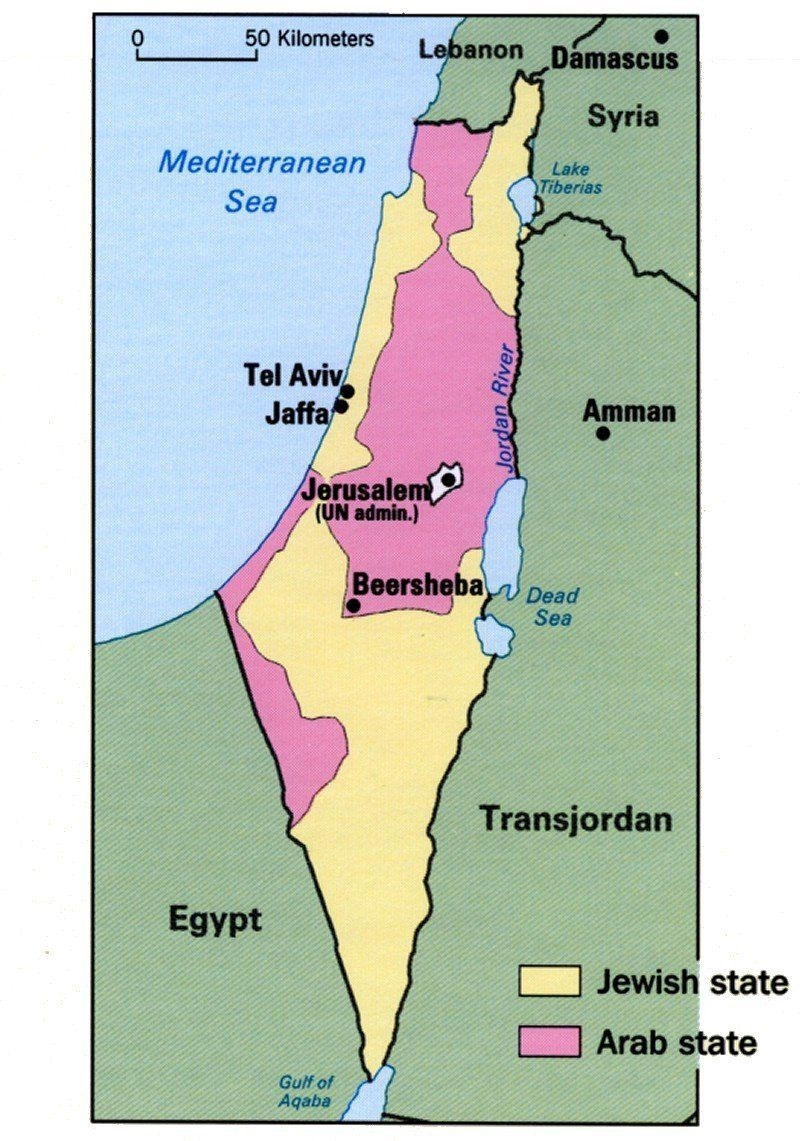 0 50 Kilometers
Lebanon
Damascus
Syria
Mediterranean
Sea
Lake
Tiberias
Tel Aviv
Jaffa
Jordan River
Amman
Jerusalem
(UN admin.)
Beersheba
Dead
Sea
Transjordan
Egypt
Jewish state
Arab state
Gulf of
Aqaba